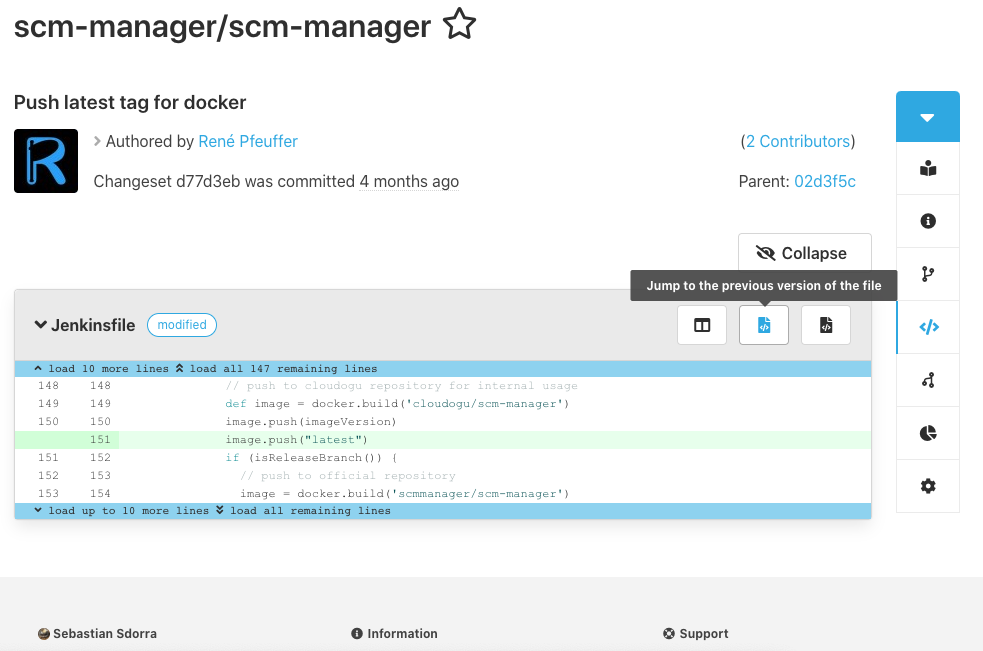 scm-manager/scm-manager
Push latest tag for docker
Authored by René Pfeuffer
(2 Contributors)
Changeset d77d3eb was committed 4 months ago
Parent: 02d3f5c
Collapse
Jump to the previous version of the file
Jenkinsfile modified
load 10 more lines load all 147 remaining lines
148 148 // push to cloudogu repository for internal usage
149 149 def image = docker.build('cloudogu/scm-manager')
150 150 image.push(imageVersion)
151 image.push("latest")
151 152 if (isReleaseBranch()) {
152 153 // push to official repository
153 154 image = docker.build('scmmanager/scm-manager')
load up to 10 more lines load all remaining lines
Sebastian Sdorra
Information
Support